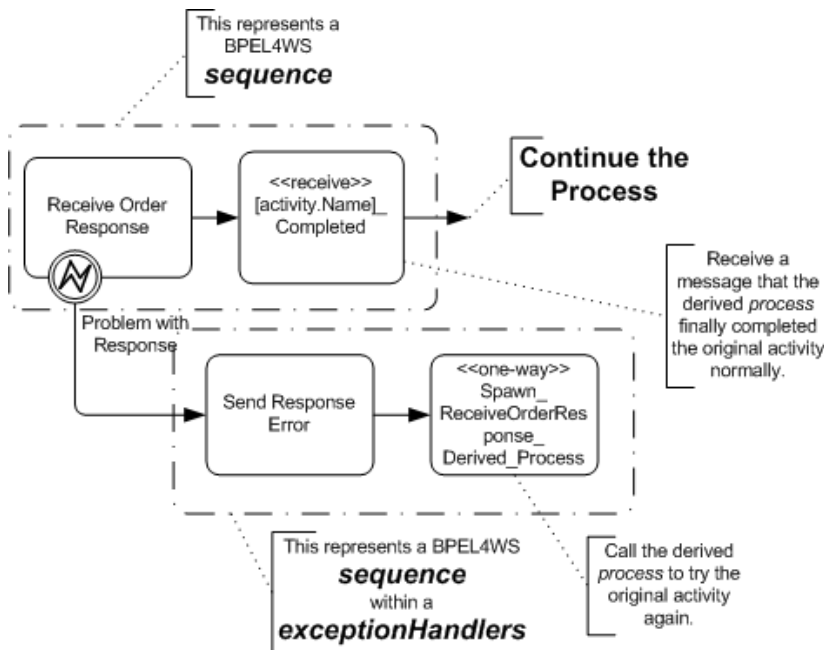 This represents a
BPEL4WS
sequence
Receive Order
Response
<<receive>>
[activity.Name]_
Completed
Continue the
Process
Receive a
message that the
derived process
finally completed
the original activity
normally.
Problem with
Response
Send Response
Error
<<one-way>>
Spawn_
ReceiveOrderRes
ponse_
Derived_Process
This represents a BPEL4WS
sequence
within a
exceptionHandlers
Call the derived
process to try the
original activity
again.